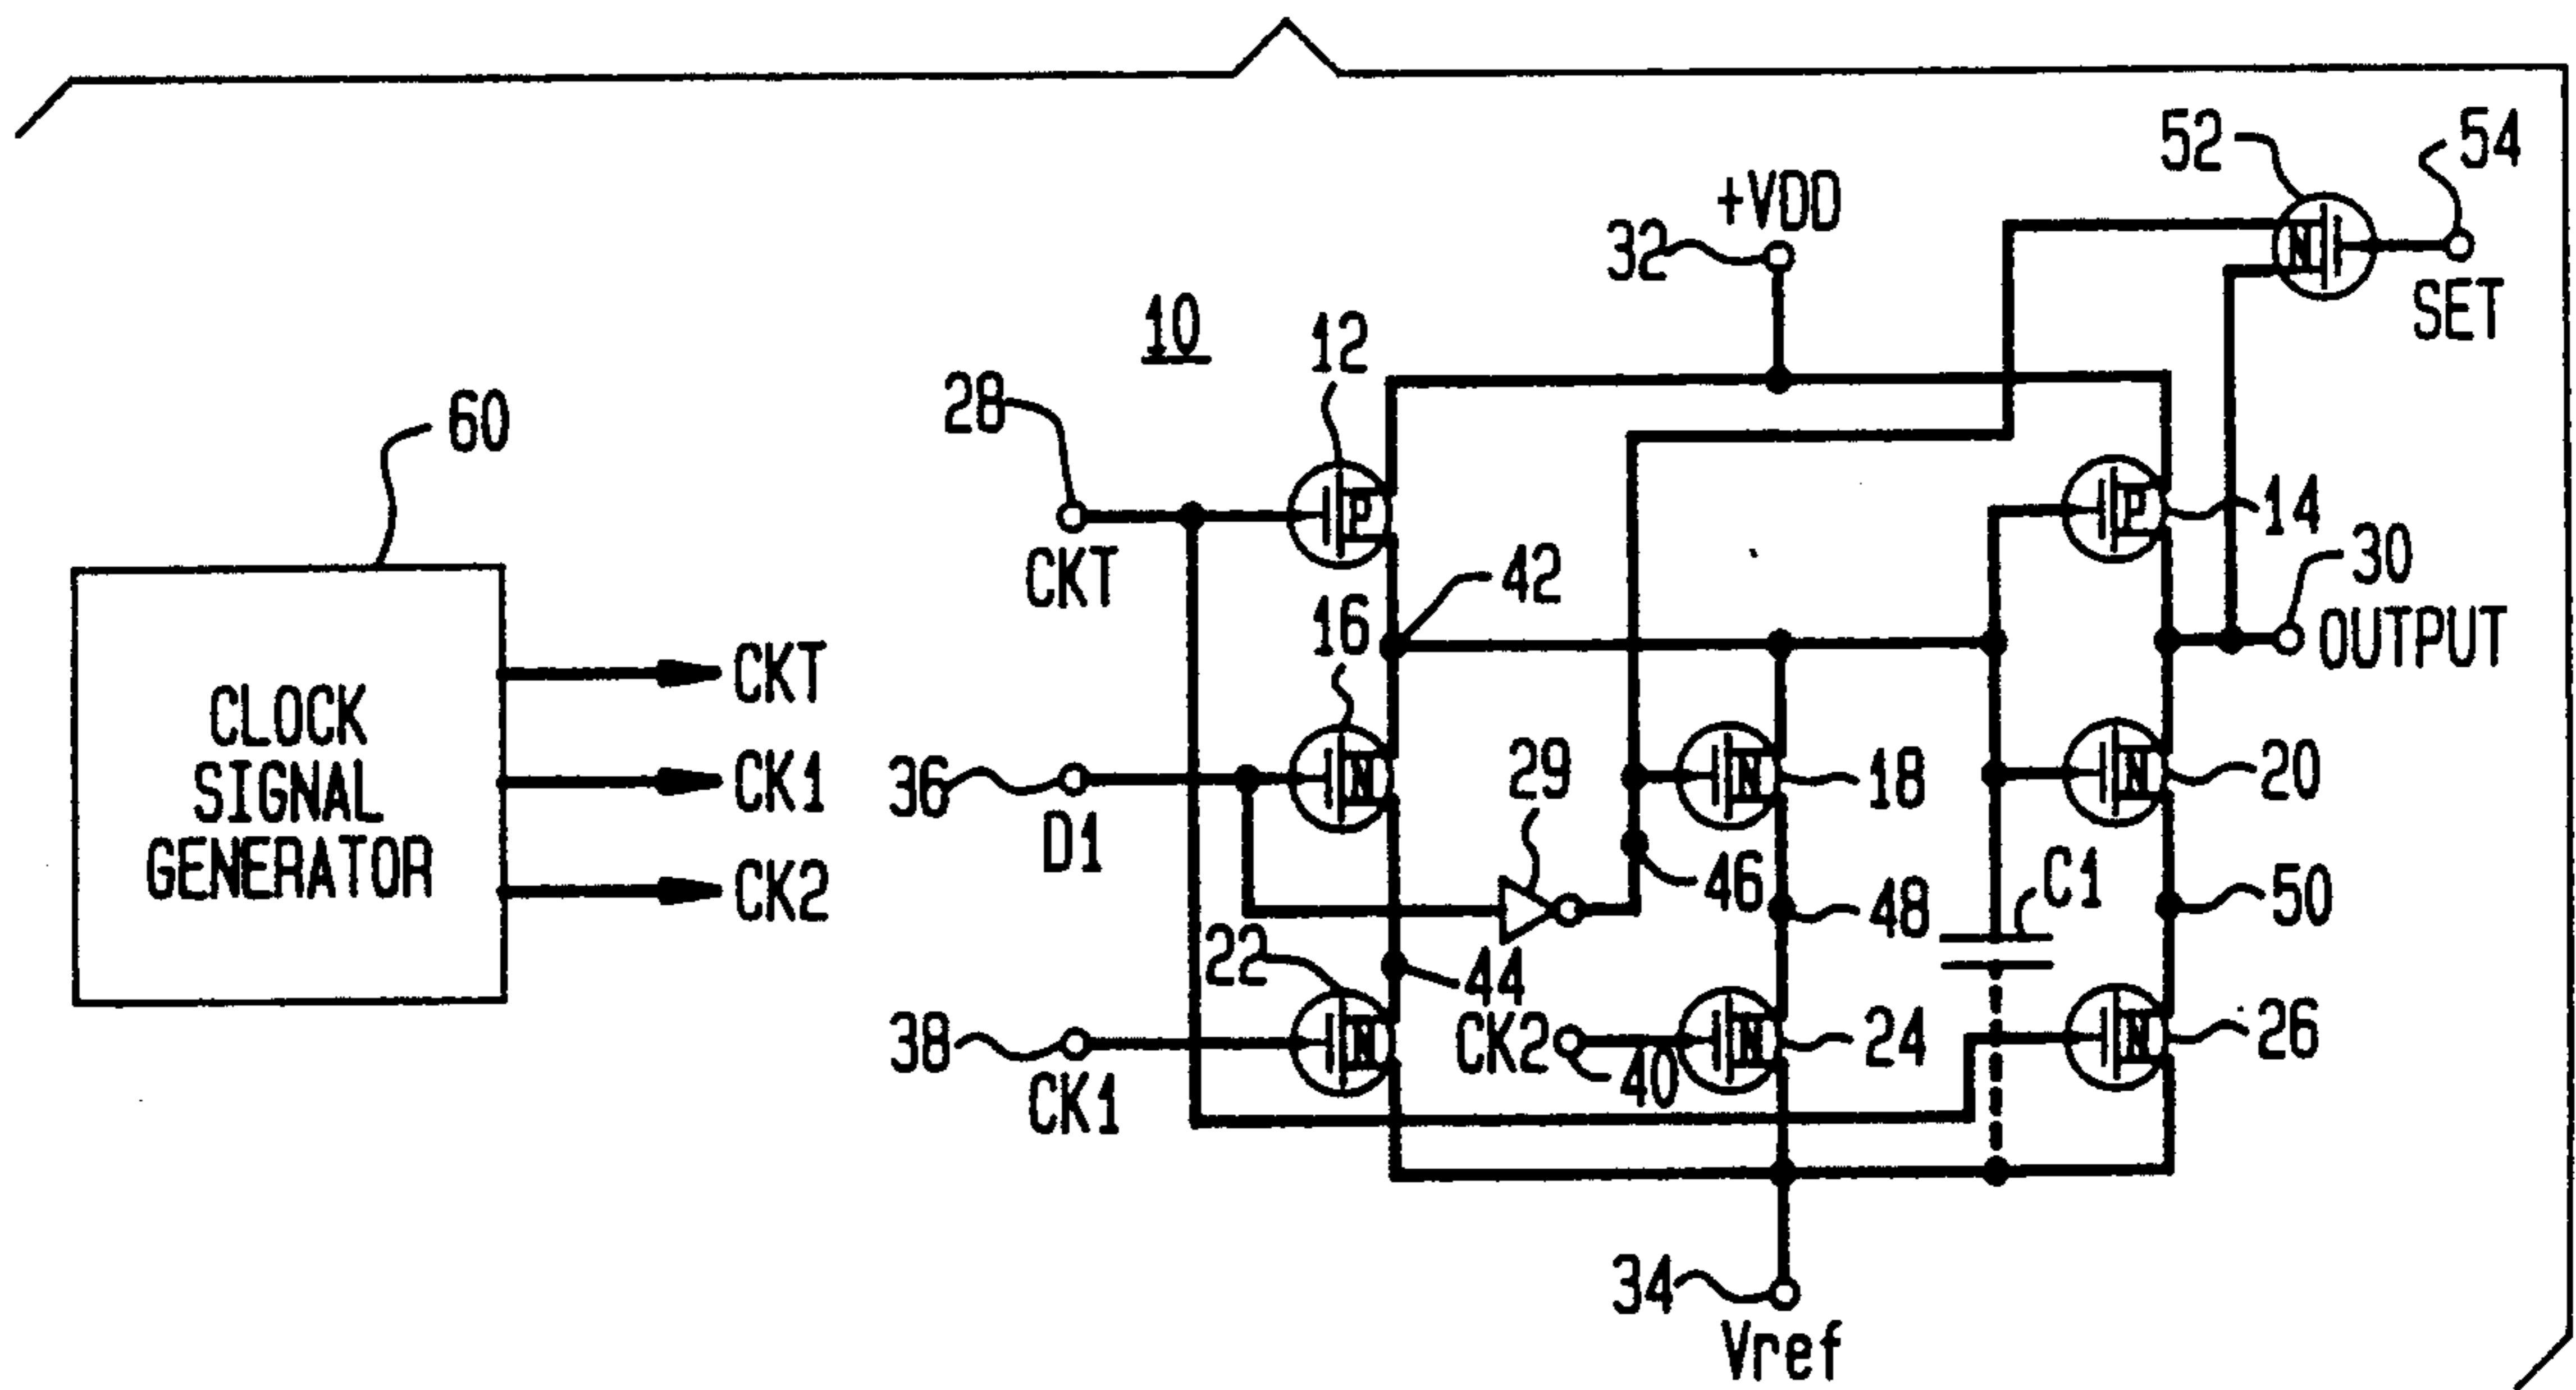 52
54
+VDD
32
SET
10
12
28
60
14
CKT
P
P
42
30
16
OUTPUT
CKT
CLOCK
SIGNAL
GENERATOR
CK1
CK2
36
D1
N
29
N
18
N
20
46
C1
48
50
22
44
38
CK1
N
CK2
40
N
24
N
26
N
34
Vref